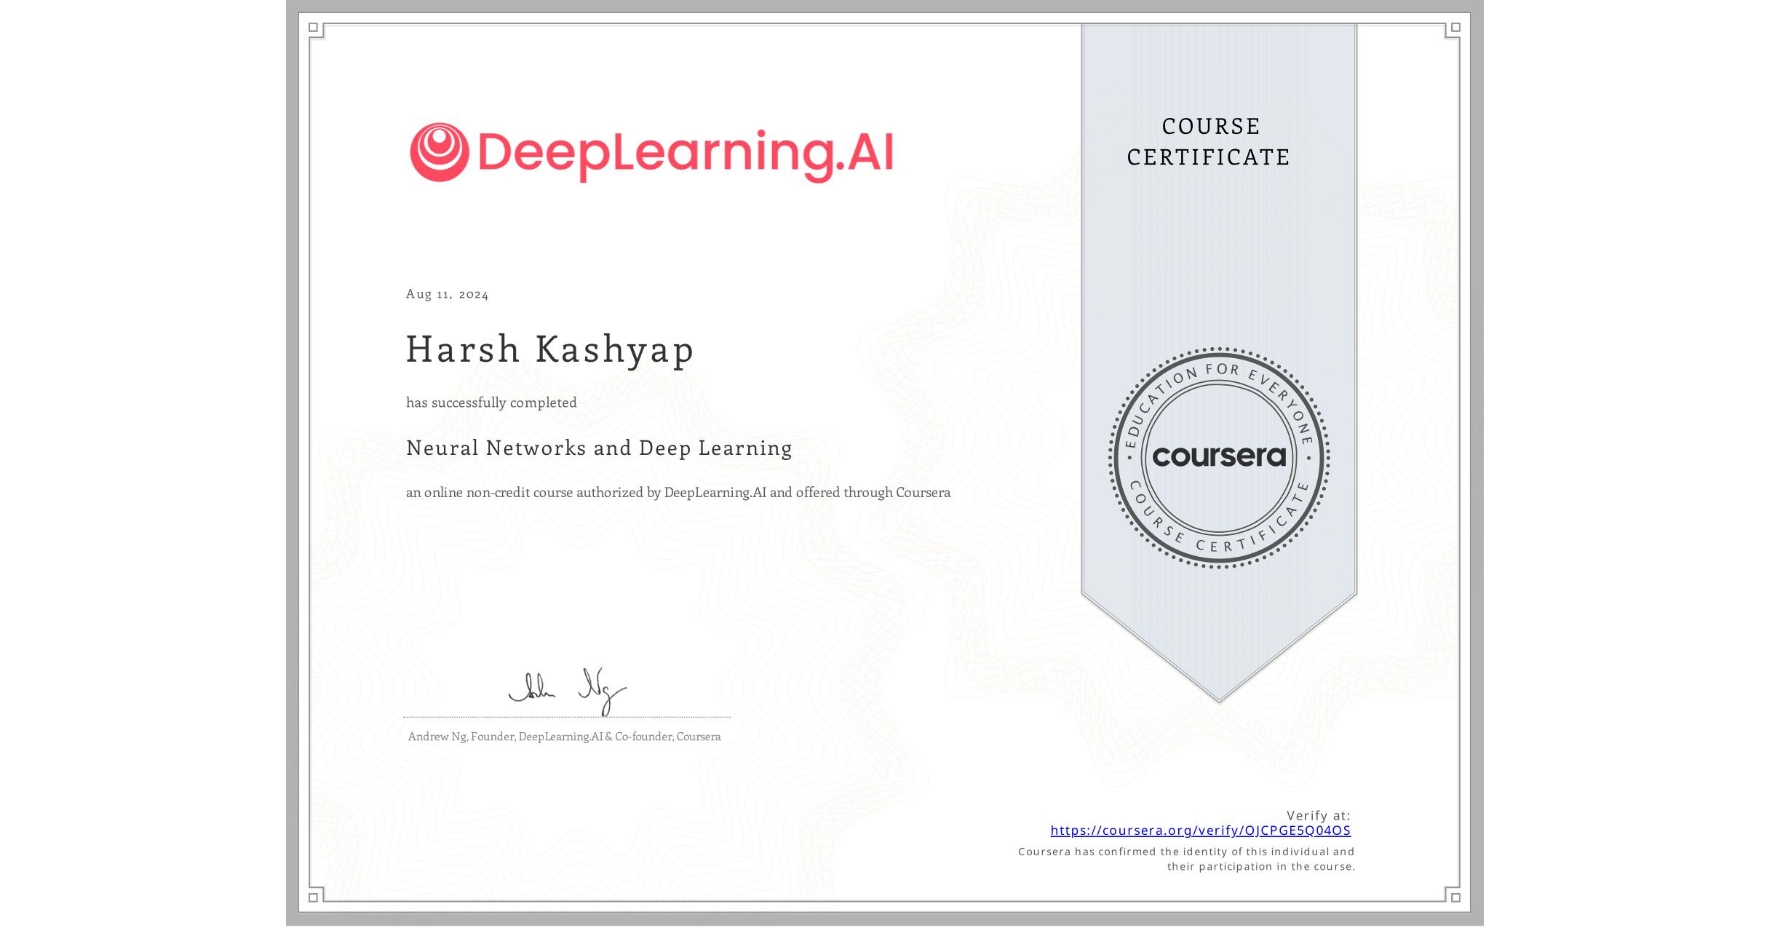 DeepLearning.AI
COURSE
CERTIFICATE
Aug 11, 2024
Harsh Kashyap
has successfully completed
Neural Networks and Deep Learning
an online non-credit course authorized by DeepLearning.AI and offered through Coursera
EDUCATION FOR EVERYONE
coursera
COURSE CERTIFICATE
Andrew Ng, Founder, DeepLearning.AI & Co-founder, Coursera
Verify at:
https://coursera.org/verify/OJCPGE5Q04OS
Coursera has confirmed the identity of this individual and
their participation in the course.